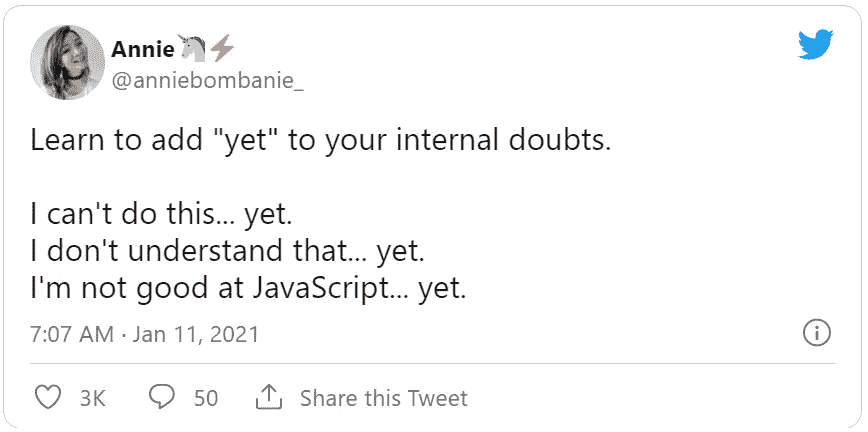 Annie🦄⚡
@anniebombanie_
Learn to add "yet" to your internal doubts.
I can't do this... yet.
I don't understand that... yet.
I'm not good at JavaScript... yet.
7:07 AM · Jan 11, 2021
3K 50 Share this Tweet